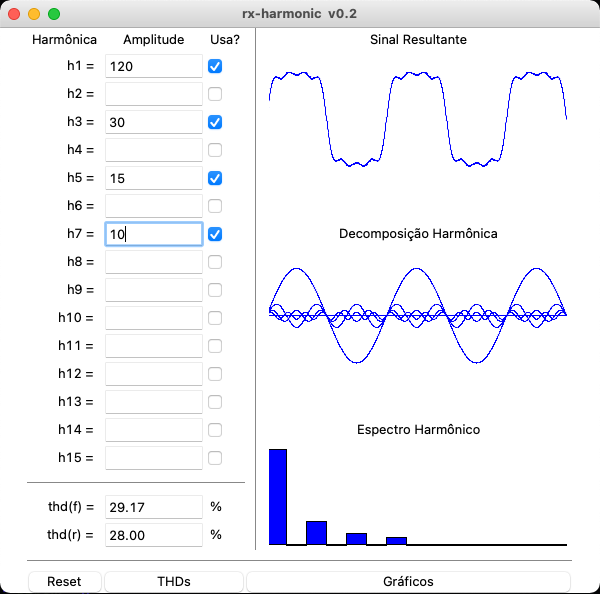 rx-harmonic v0.2
Harmônica Amplitude Usa?
h1 = 120
h2 =
h3 = 30
h4 =
h5 = 15
h6 =
h7 = 10
h8 =
h9 =
h10 =
h11 =
h12 =
h13 =
h14 =
h15 =
thd(f) = 29.17 %
thd(r) = 28.00 %
Sinal Resultante
Decomposição Harmônica
Espectro Harmônico
Reset THDs Gráficos